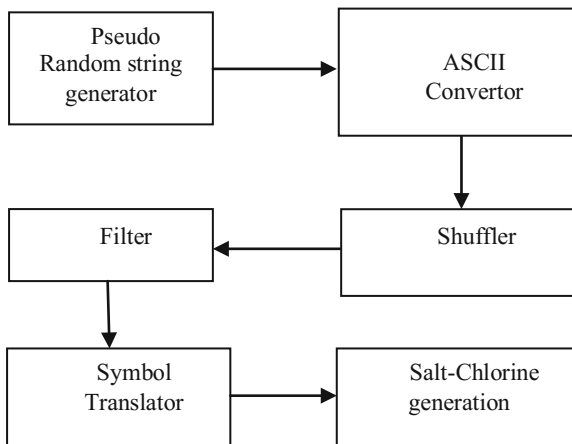 Pseudo
Random string
generator
ASCII
Convertor
Filter
Shuffler
Symbol
Translator
Salt-Chlorine
generation